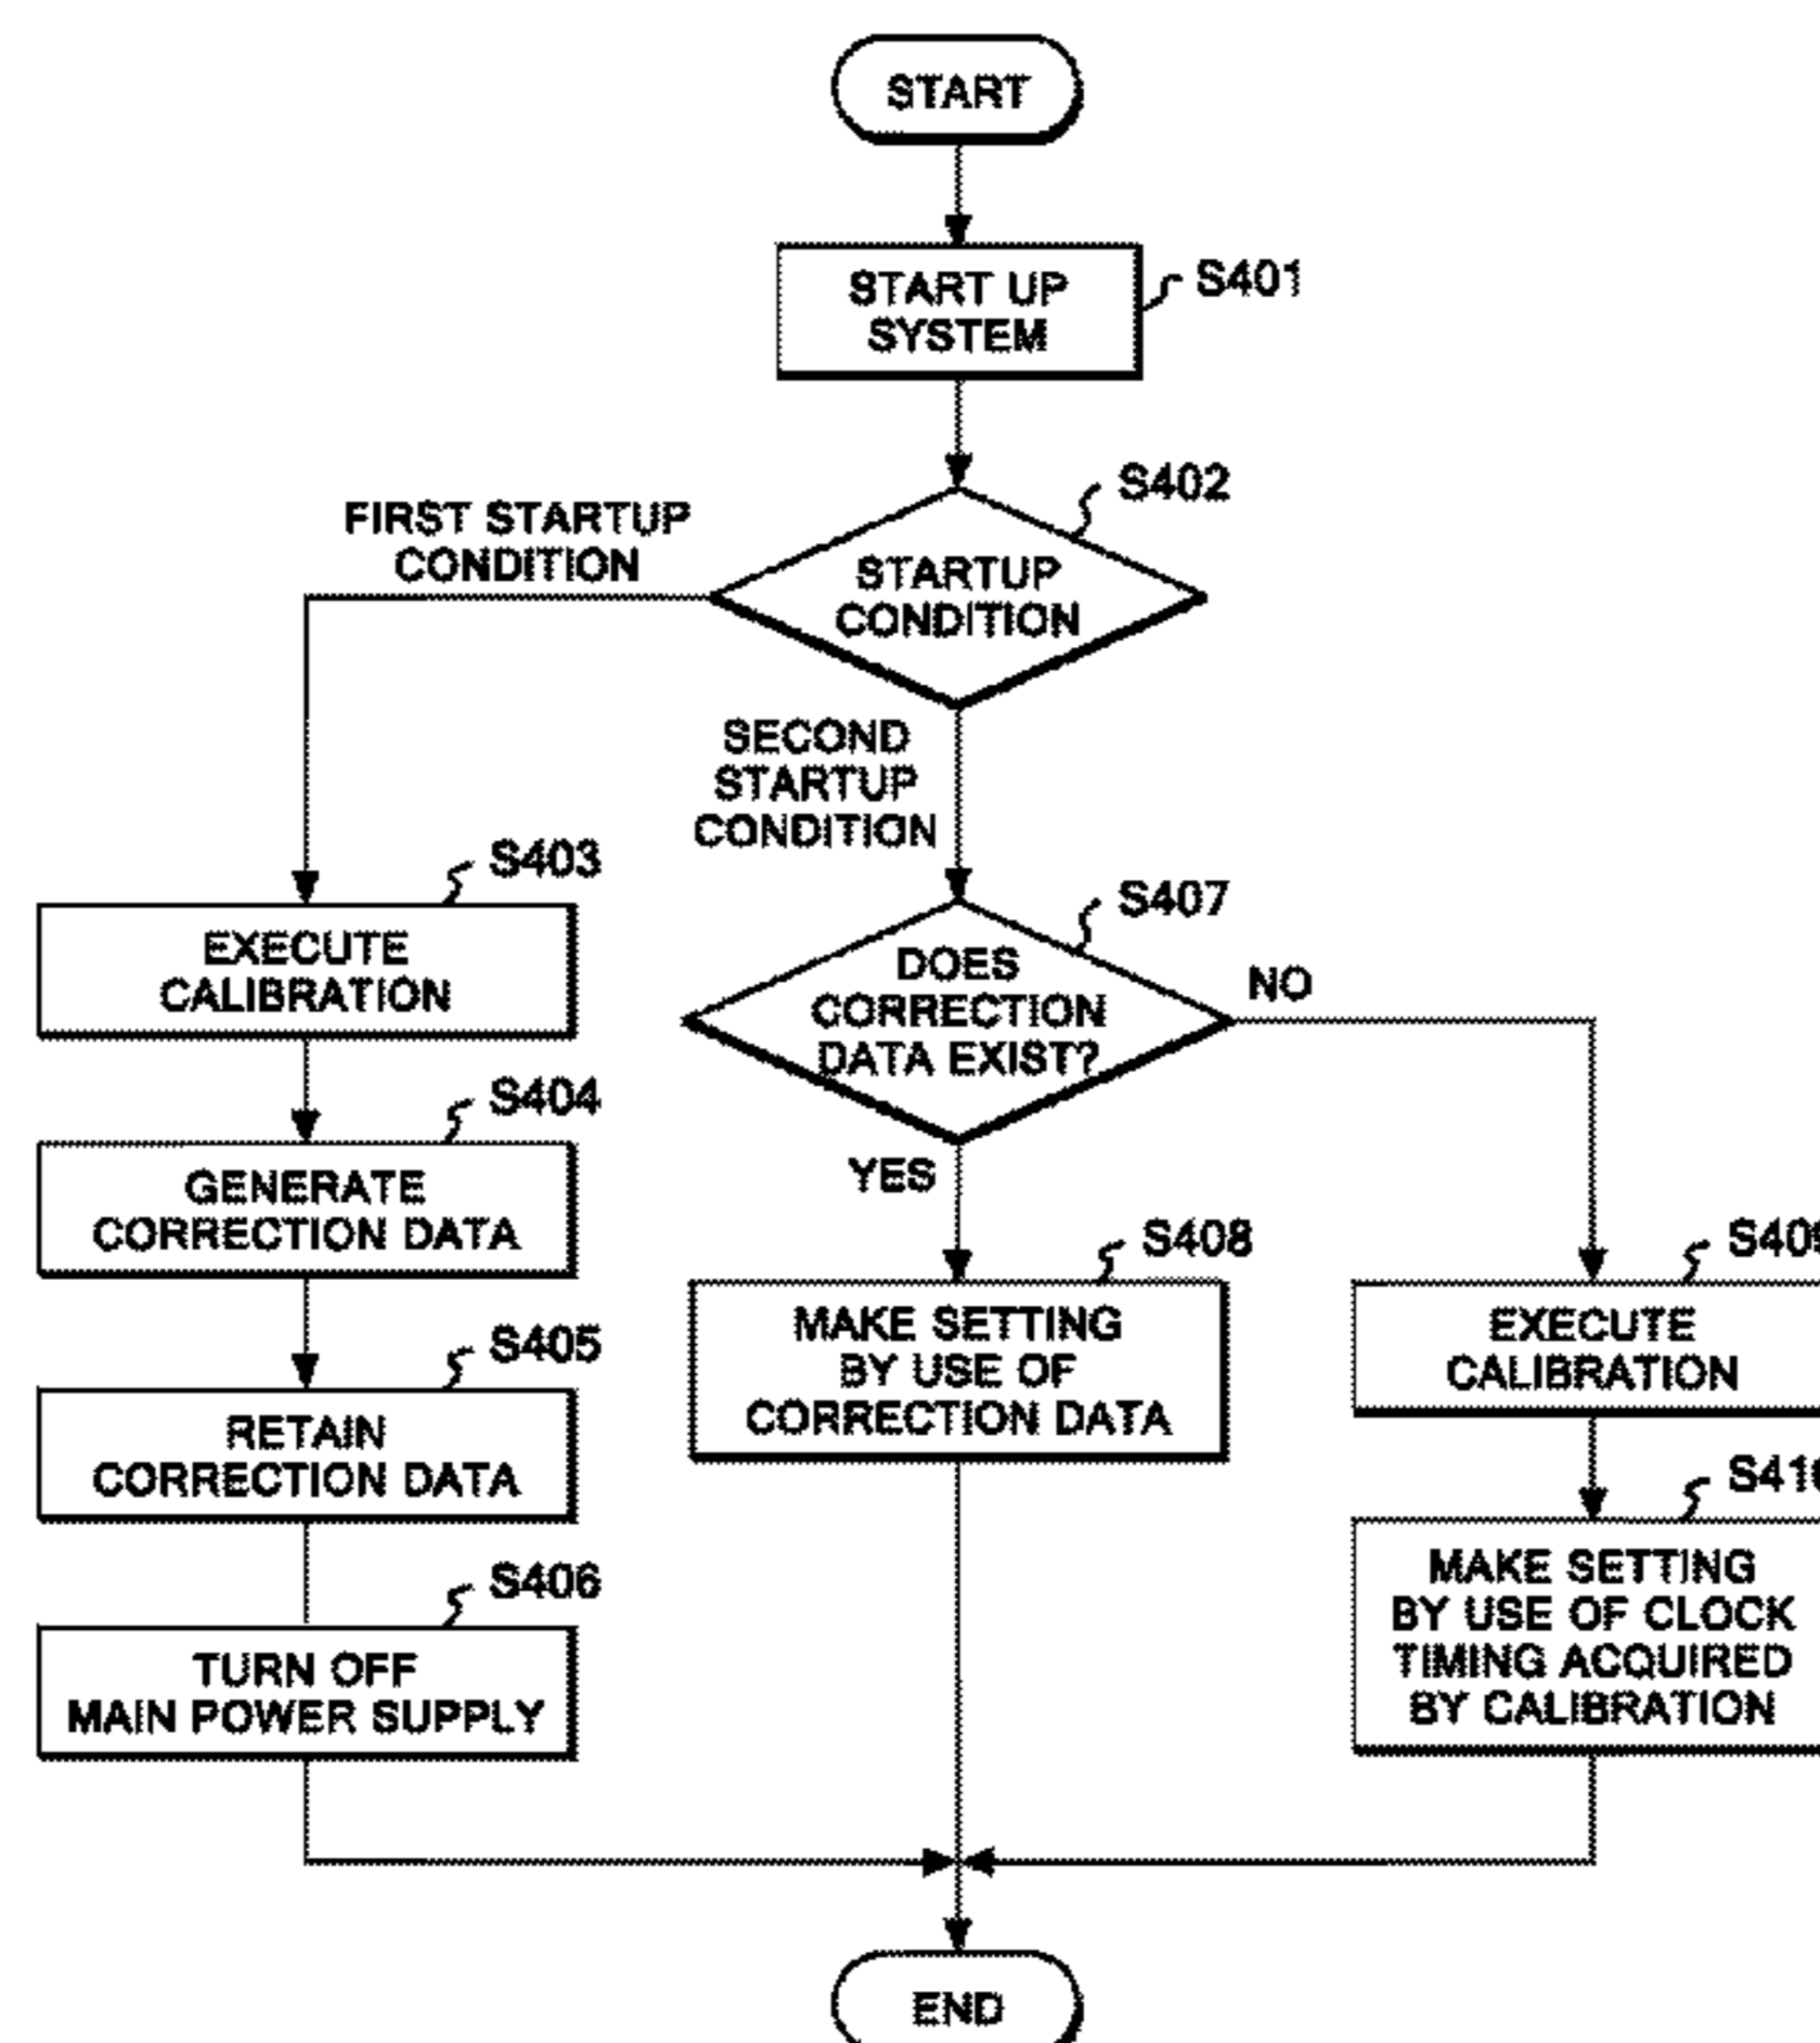 START
START UP
SYSTEM
S401
S402
STARTUP
CONDITION
FIRST STARTUP
CONDITION
SECOND
STARTUP
CONDITION
S403
EXECUTE
CALIBRATION
S404
GENERATE
CORRECTION DATA
S405
RETAIN
CORRECTION DATA
S406
TURN OFF
MAIN POWER SUPPLY
S407
DOES
CORRECTION
DATA EXIST?
NO
YES
S408
MAKE SETTING
BY USE OF
CORRECTION DATA
S409
EXECUTE
CALIBRATION
S410
MAKE SETTING
BY USE OF CLOCK
TIMING ACQUIRED
BY CALIBRATION
END